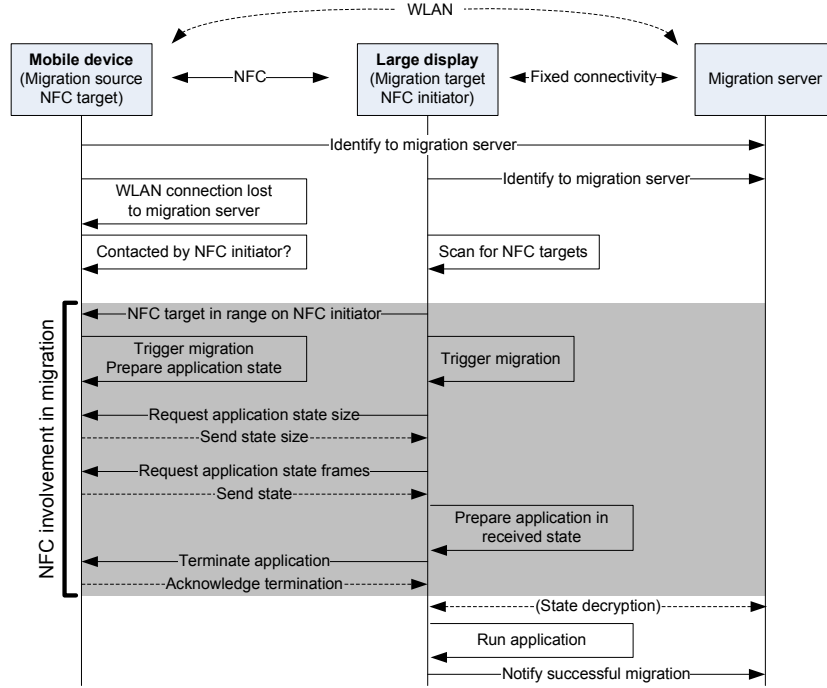 WLAN
Mobile device
(Migration source
NFC target)
NFC
Large display
(Migration target
NFC initiator)
Fixed connectivity
Migration server
Identify to migration server
WLAN connection lost
to migration server
Identify to migration server
Contacted by NFC initiator?
Scan for NFC targets
NFC involvement in migration
NFC target in range on NFC initiator
Trigger migration
Prepare application state
Trigger migration
Request application state size
Send state size
Request application state frames
Send state
Prepare application in
received state
Terminate application
Acknowledge termination
(State decryption)
Run application
Notify successful migration